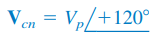 V_cn = V_p/+120°